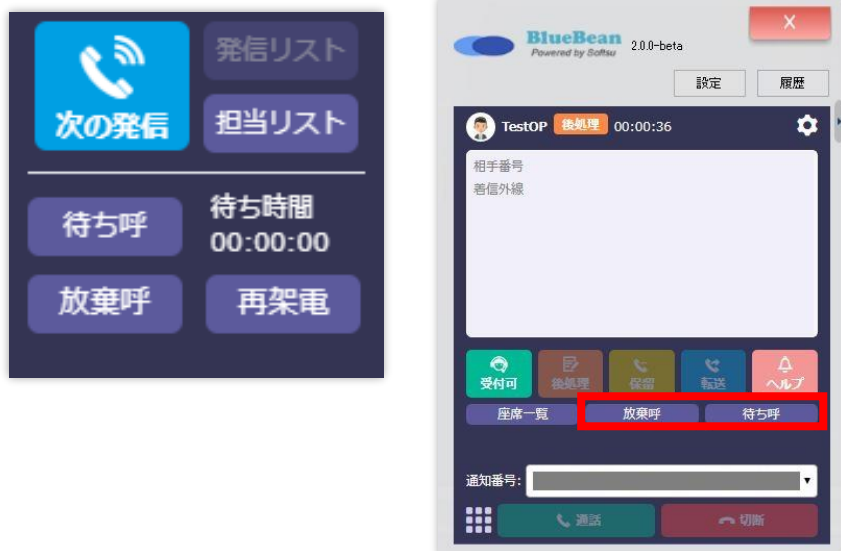 発信リスト
次の発信
担当リスト
待ち呼
待ち時間
00:00:00
放棄呼
再架電
X
BlueBean
Powered by Softsu
2.0.0-beta
設定
履歴
TestOP 後処理 00:00:36
相手番号
着信外線
受付可
後処理
保留
転送
ヘルプ
座席一覧
放棄呼
待ち呼
通知番号:
通話
切断